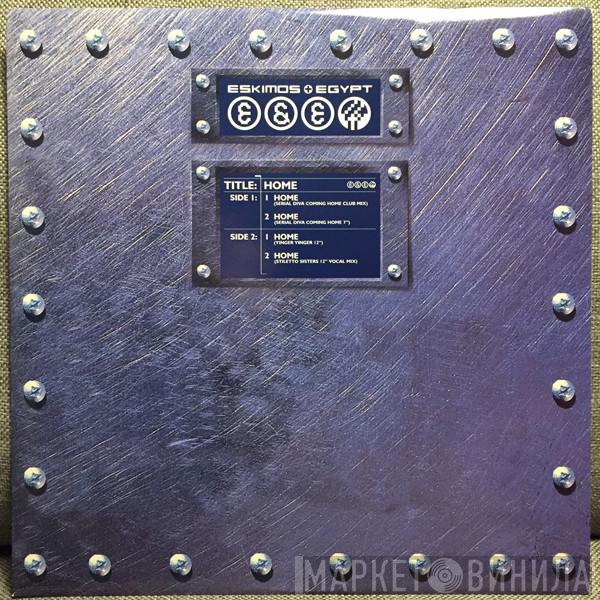 ESKIMOS + EGYPT
TITLE: HOME
SIDE 1: 1 HOME
(SERIAL DIVA COMING HOME CLUB MIX)
2 HOME
(SERIAL DIVA COMING HOME 7")
SIDE 2: 1 HOME
(YINGER YINGER 12")
2 HOME
(STILETTO SISTERS 12" VOCAL MIX)
МАРКЕТ ВИНИЛА